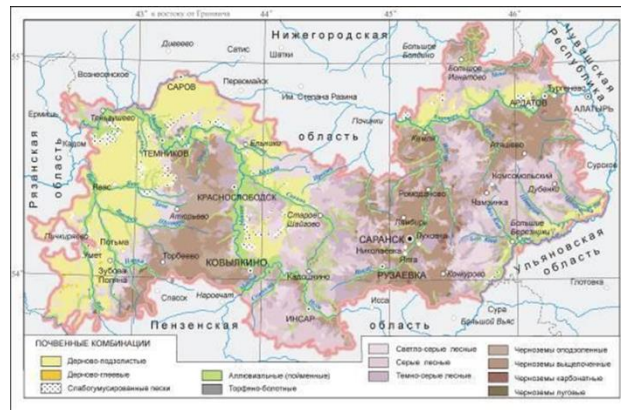 43° к востоку от Гринвича 44 45 46
Нижегородская
Чувашская
Республика
Дивеево
Сатис
Шатки
Большое
Болдино
55
Вознесенское
Первомайск
САРОВ
Им. Степана Разина
Большое
Игнатово
Тургенево
АРДАТОВ
АЛАТЫРЬ
Ермишь
Теньгушево
область
Починки
Кадом
ТЕМНИКОВ
Ельники
Кемля
Атяшево
Сурское
Рязанская
область
КРАСНОСЛОБОДСК
Комсомольский
Дубенки
Атюрьево
Старое
Шайгово
Ромоданово
Чамзинка
Лямбирь
Большие
Березники
Потьма
САРАНСК
Николаевка
Луховка
Умет
Ялга
Ульяновская
область
Торбеево
КОВЫЛКИНО
РУЗАЕВКА
54
Зубова
Поляна
Кадошкино
Кочкурово
Глотовка
Спасск
Наровчат
Исса
Сура
Пензенская
ИНСАР
область
Большой Вьяс
ПОЧВЕННЫЕ КОМБИНАЦИИ
Дерново-подзолистые
Дерново-глеевые
Слабогумусированные пески
Аллювиальные (пойменные)
Торфяно-болотные
Светло-серые лесные
Серые лесные
Темно-серые лесные
Черноземы оподзоленные
Черноземы выщелоченные
Черноземы карбонатные
Черноземы луговые